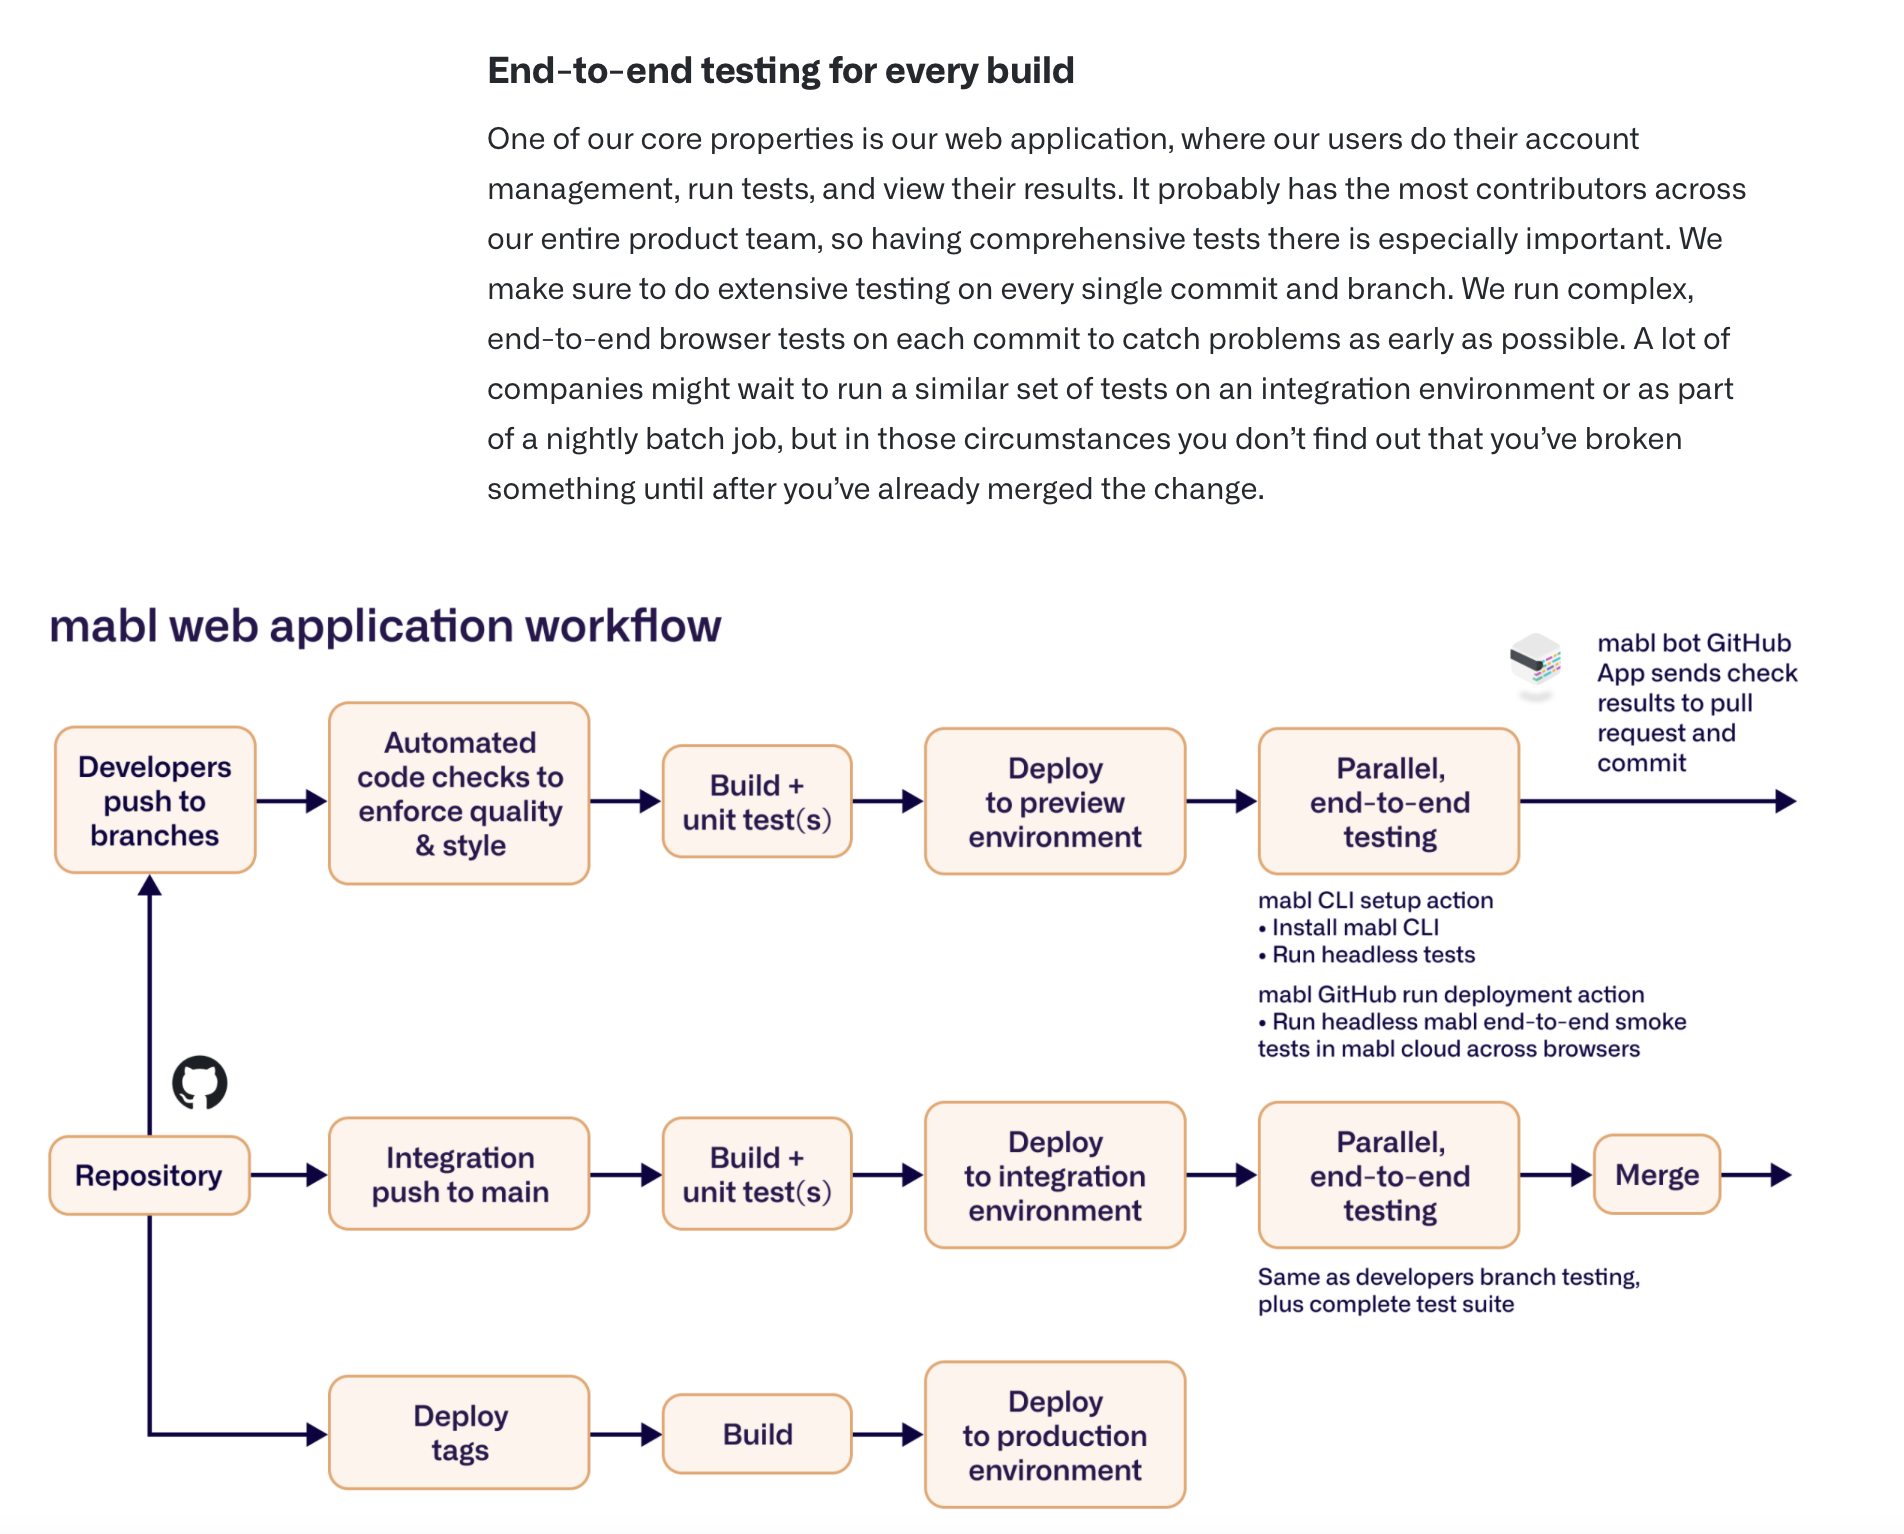 End-to-end testing for every build
One of our core properties is our web application, where our users do their account
management, run tests, and view their results. It probably has the most contributors across
our entire product team, so having comprehensive tests there is especially important. We
make sure to do extensive testing on every single commit and branch. We run complex,
end-to-end browser tests on each commit to catch problems as early as possible. A lot of
companies might wait to run a similar set of tests on an integration environment or as part
of a nightly batch job, but in those circumstances you don’t find out that you’ve broken
something until after you’ve already merged the change.
mabl web application workflow
mabl bot GitHub
App sends check
results to pull
request and
commit
Developers
push to
branches
Automated
code checks to
enforce quality
& style
Build +
unit test(s)
Deploy
to preview
environment
Parallel,
end-to-end
testing
mabl CLI setup action
• Install mabl CLI
• Run headless tests
mabl GitHub run deployment action
• Run headless mabl end-to-end smoke
tests in mabl cloud across browsers
Repository
Integration
push to main
Build +
unit test(s)
Deploy
to integration
environment
Parallel,
end-to-end
testing
Merge
Same as developers branch testing,
plus complete test suite
Deploy
tags
Build
Deploy
to production
environment